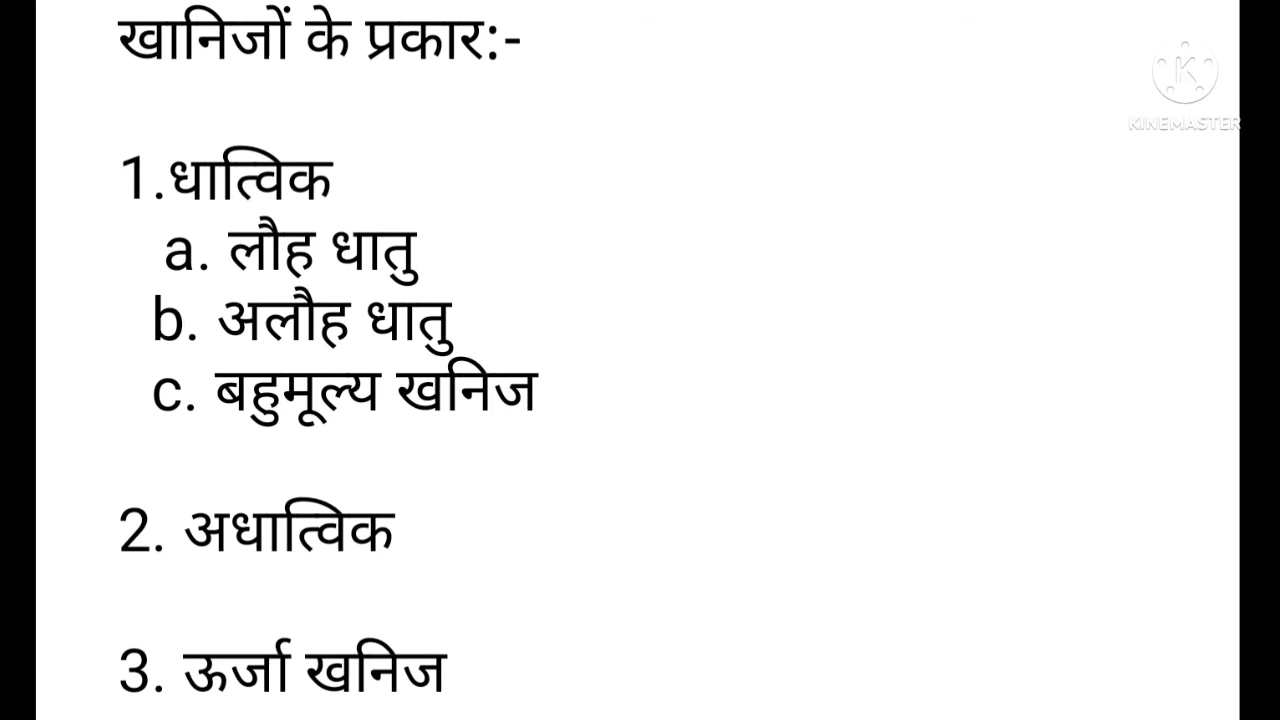 खानिजों के प्रकार:-
K
KINEMASTER
1.धात्विक
a. लौह धातु
b. अलौह धातु
c. बहुमूल्य खनिज
2. अधात्विक
3. ऊर्जा खनिज